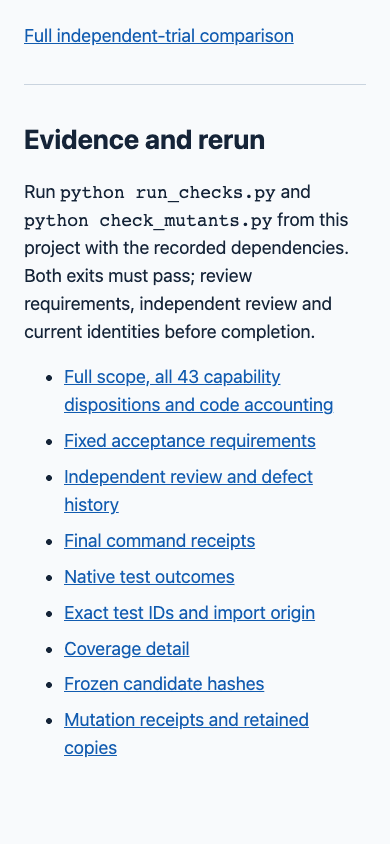 Full independent-trial comparison
Evidence and rerun
Run python run_checks.py and
python check_mutants.py from this
project with the recorded dependencies.
Both exits must pass; review
requirements, independent review and
current identities before completion.
• Full scope, all 43 capability
dispositions and code accounting
• Fixed acceptance requirements
• Independent review and defect
history
• Final command receipts
• Native test outcomes
• Exact test IDs and import origin
• Coverage detail
• Frozen candidate hashes
• Mutation receipts and retained
copies